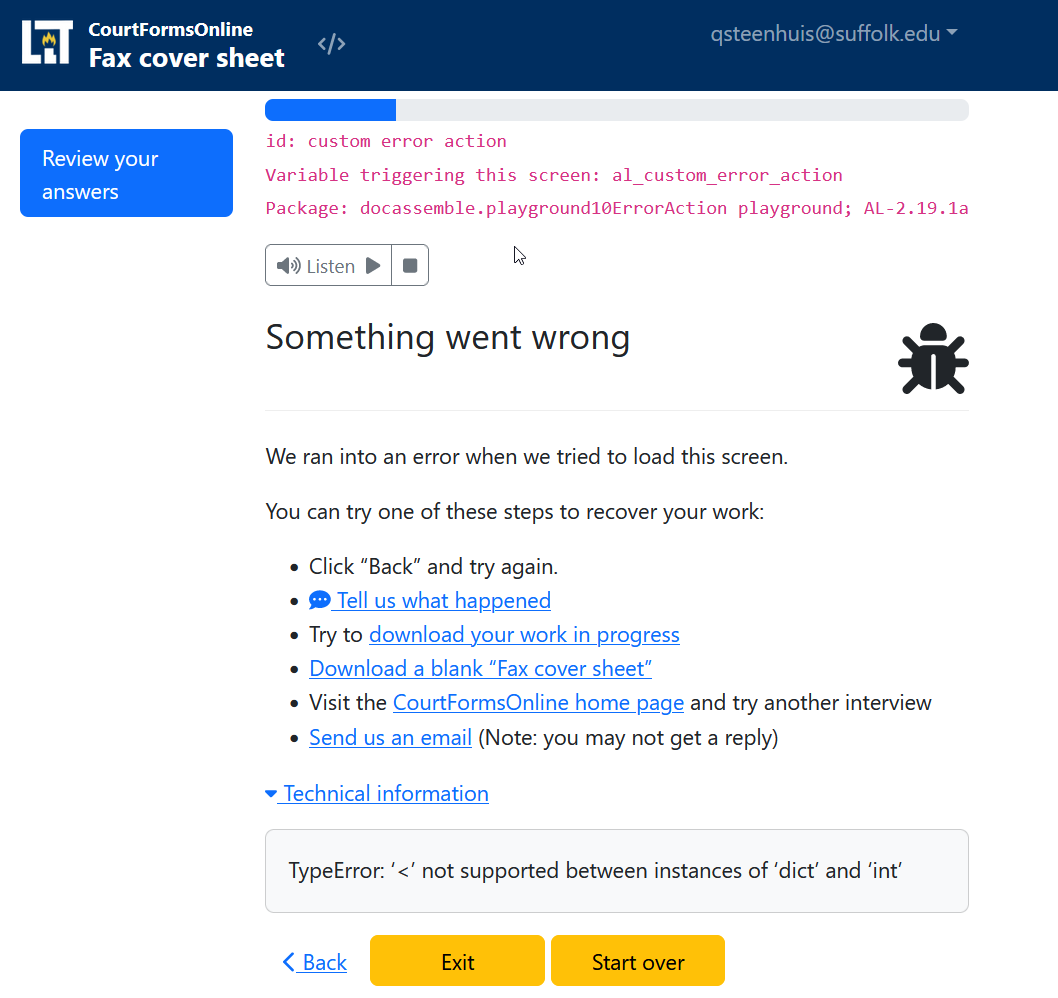 LIT
CourtFormsOnline
Fax cover sheet
</>
qsteenhuis@suffolk.edu
Review your
answers
id: custom error action
Variable triggering this screen: al_custom_error_action
Package: docassemble.playground10ErrorAction playground; AL-2.19.1a
Listen
Something went wrong
We ran into an error when we tried to load this screen.
You can try one of these steps to recover your work:
• Click “Back” and try again.
• Tell us what happened
• Try to download your work in progress
• Download a blank “Fax cover sheet”
• Visit the CourtFormsOnline home page and try another interview
• Send us an email (Note: you may not get a reply)
Technical information
TypeError: ‘<’ not supported between instances of ‘dict’ and ‘int’
Back
Exit
Start over